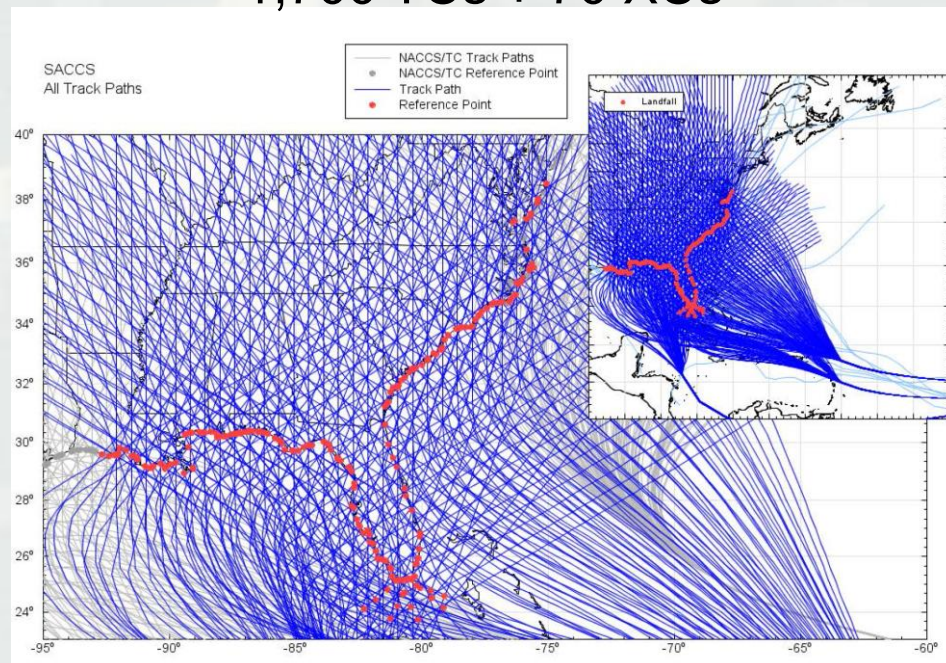 SACCS
All Track Paths
NACCS/TC Track Paths
NACCS/TC Reference Point
Track Path
Reference Point
Landfall
40°
38°
36°
34°
32°
30°
28°
26°
24°
-95° -90° -85° -80° -75° -70° -65° -60°